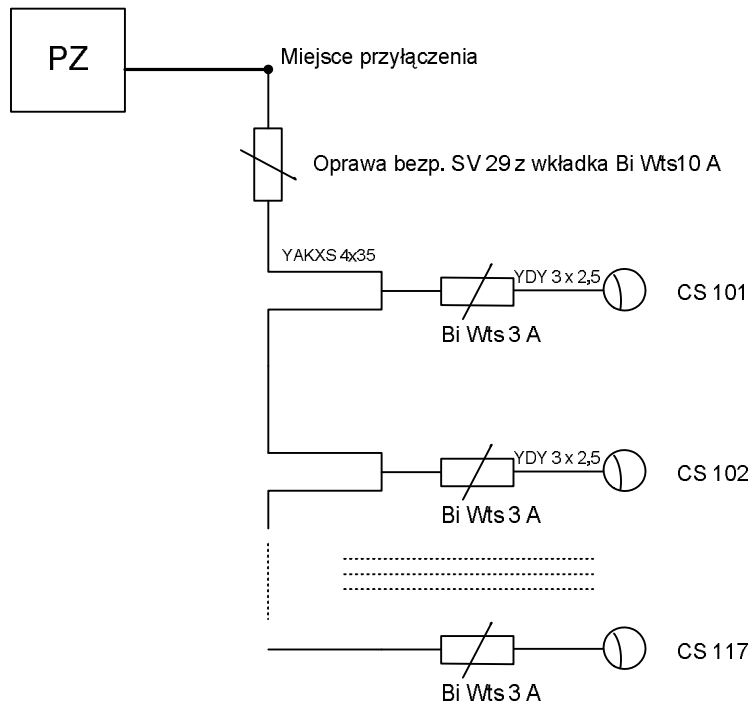 PZ
Miejsce przyłączenia
Oprawa bezp. SV 29 z wkładka Bi Wts10 A
YAKXS 4x35
YDY 3 x 2,5
CS 101
Bi Wts 3 A
YDY 3 x 2,5
CS 102
Bi Wts 3 A
CS 117
Bi Wts 3 A